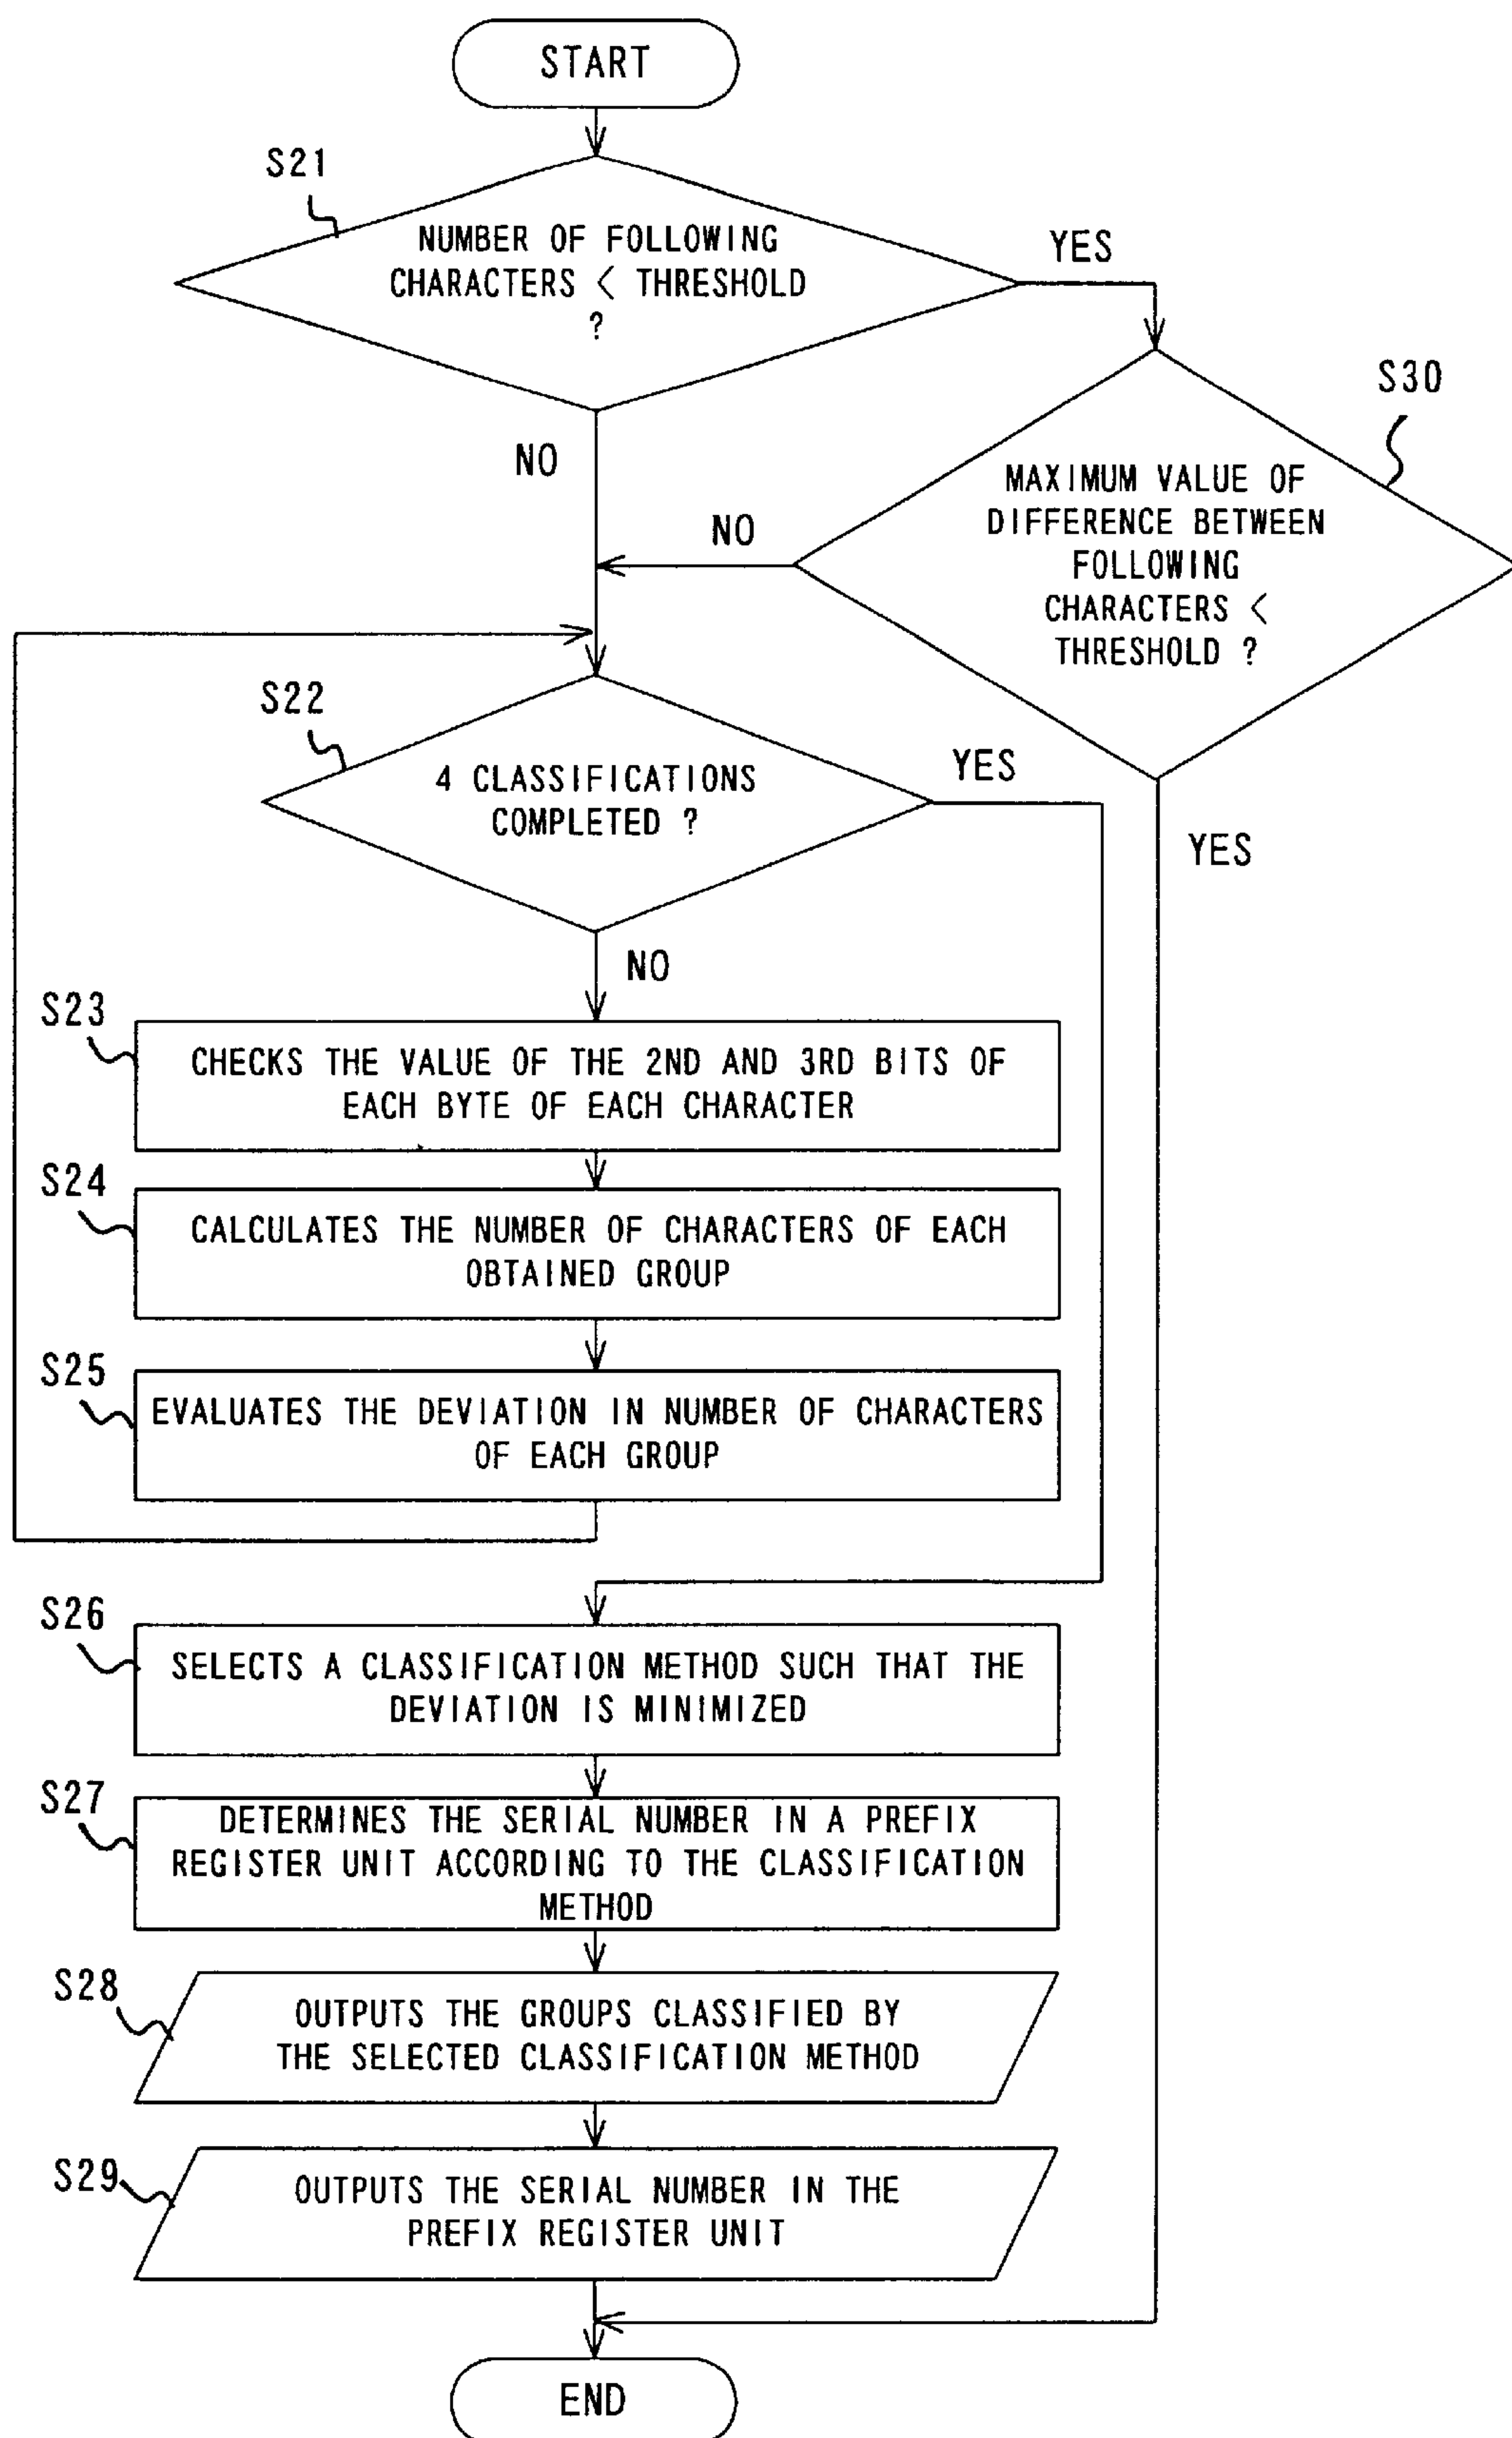 START
S21
NUMBER OF FOLLOWING
CHARACTERS < THRESHOLD
?
YES
S30
NO
MAXIMUM VALUE OF
DIFFERENCE BETWEEN
FOLLOWING
CHARACTERS <
THRESHOLD ?
NO
S22
4 CLASSIFICATIONS
COMPLETED ?
YES
YES
NO
S23
CHECKS THE VALUE OF THE 2ND AND 3RD BITS OF
EACH BYTE OF EACH CHARACTER
S24
CALCULATES THE NUMBER OF CHARACTERS OF EACH
OBTAINED GROUP
S25
EVALUATES THE DEVIATION IN NUMBER OF CHARACTERS
OF EACH GROUP
S26
SELECTS A CLASSIFICATION METHOD SUCH THAT THE
DEVIATION IS MINIMIZED
S27
DETERMINES THE SERIAL NUMBER IN A PREFIX
REGISTER UNIT ACCORDING TO THE CLASSIFICATION
METHOD
S28
OUTPUTS THE GROUPS CLASSIFIED BY
THE SELECTED CLASSIFICATION METHOD
S29
OUTPUTS THE SERIAL NUMBER IN THE
PREFIX REGISTER UNIT
END